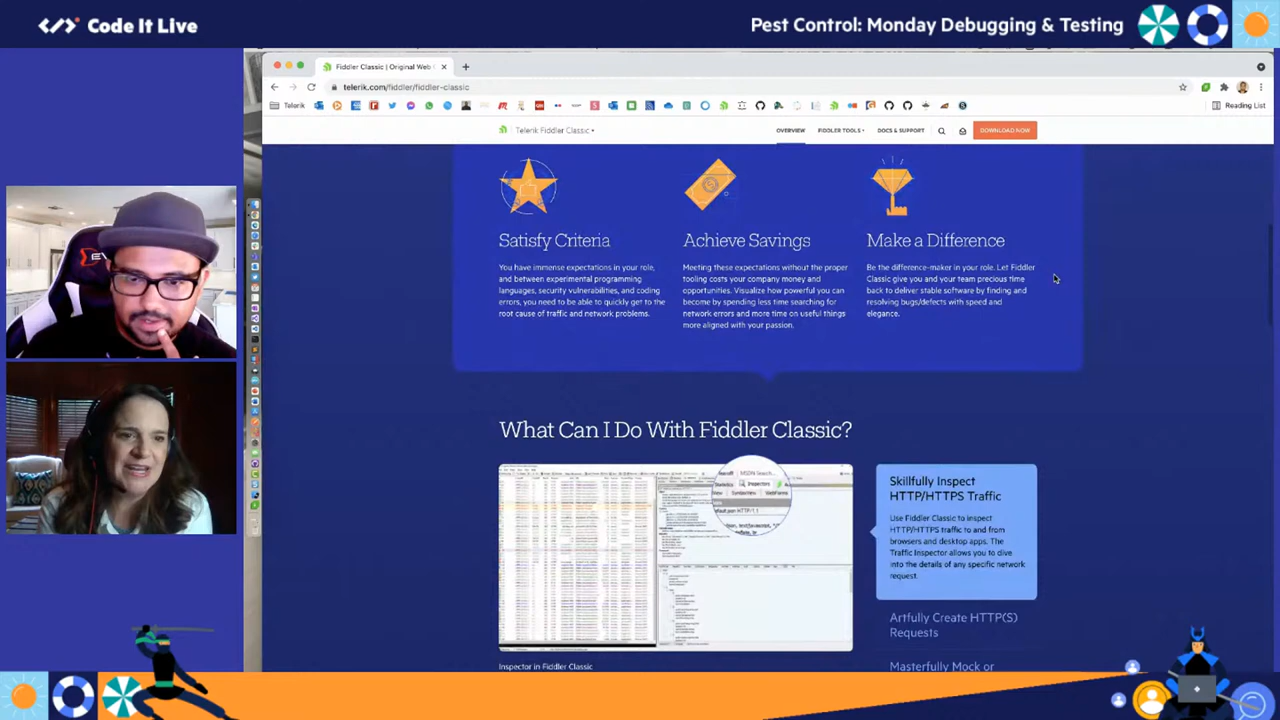 Code It Live
Pest Control: Monday Debugging & Testing
Fiddler Classic | Original Web
telerik.com/fiddler/fiddler-classic
Telerik
Reading List
Telerik Fiddler Classic
OVERVIEW
FIDDLER TOOLS
DOCS & SUPPORT
DOWNLOAD NOW
Satisfy Criteria
You have immense expectations in your role,
and between experimental programming
languages, security vulnerabilities, and coding
errors, you need to be able to quickly get to the
root cause of traffic and network problems.
Achieve Savings
Meeting these expectations without the proper
tooling costs your company money and
opportunities. Visualize how powerful you can
become by spending less time searching for
network errors and more time on useful things
more aligned with your passion.
Make a Difference
Be the difference-maker in your role. Let Fiddler
Classic give you and your team precious time
back to deliver stable software by finding and
resolving bugs/defects with speed and
elegance.
What Can I Do With Fiddler Classic?
Inspectors
Inspector in Fiddler Classic
Skillfully Inspect
HTTP/HTTPS Traffic
Use Fiddler Classic to inspect
HTTP/HTTPS traffic to and from
browsers and desktop apps. The
Traffic Inspector allows you to dive
into the details of any specific network
request.
Artfully Create HTTP(S)
Requests
Masterfully Mock or